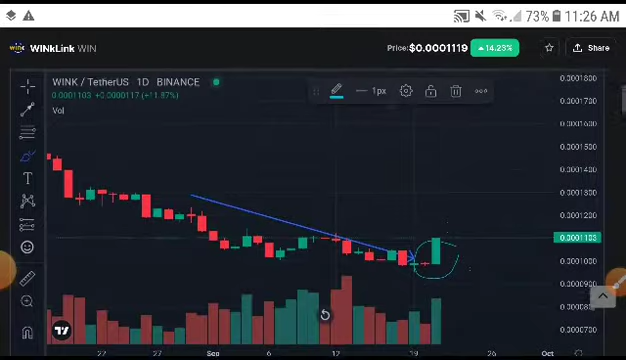 73% 11:26 AM
WINkLink WIN
Price:$0.0001119 14.23% Share
WINK / TetherUS 1D BINANCE
0.0001103 +0.0000117 (+11.87%)
1px
Vol
0.0001800
0.0001700
0.0001600
0.0001500
0.0001400
0.0001300
0.0001200
0.0001103
0.0001000
0.0000900
0.0000800
0.0000700
27 27 Sep 6 12 19 26 Oct